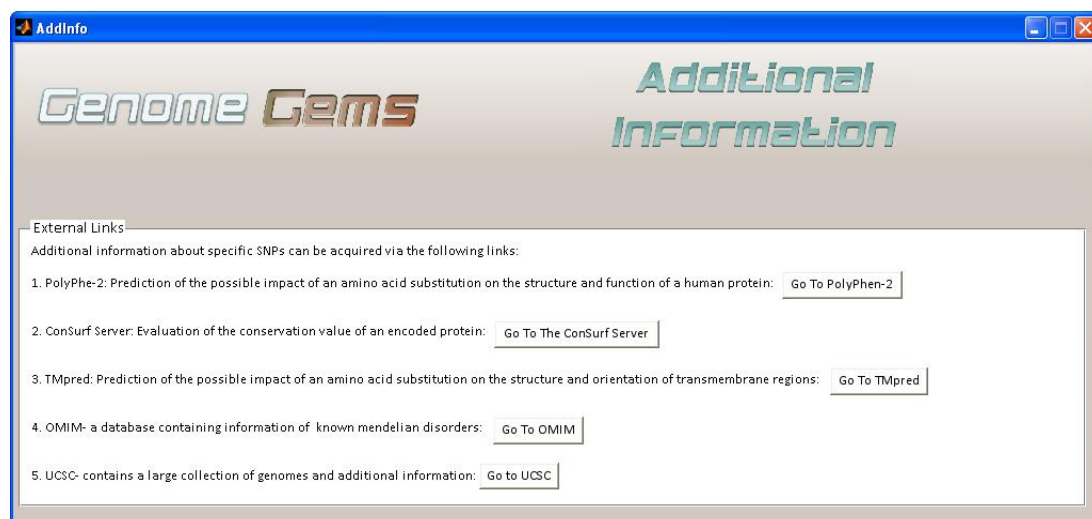 AddInfo
Genome Gems
Additional
Information
External Links
Additional information about specific SNPs can be acquired via the following links:
1. PolyPhe-2: Prediction of the possible impact of an amino acid substitution on the structure and function of a human protein: Go To PolyPhen-2
2. ConSurf Server: Evaluation of the conservation value of an encoded protein: Go To The ConSurf Server
3. TMpred: Prediction of the possible impact of an amino acid substitution on the structure and orientation of transmembrane regions: Go To TMpred
4. OMIM- a database containing information of known mendelian disorders: Go To OMIM
5. UCSC- contains a large collection of genomes and additional information: Go to UCSC